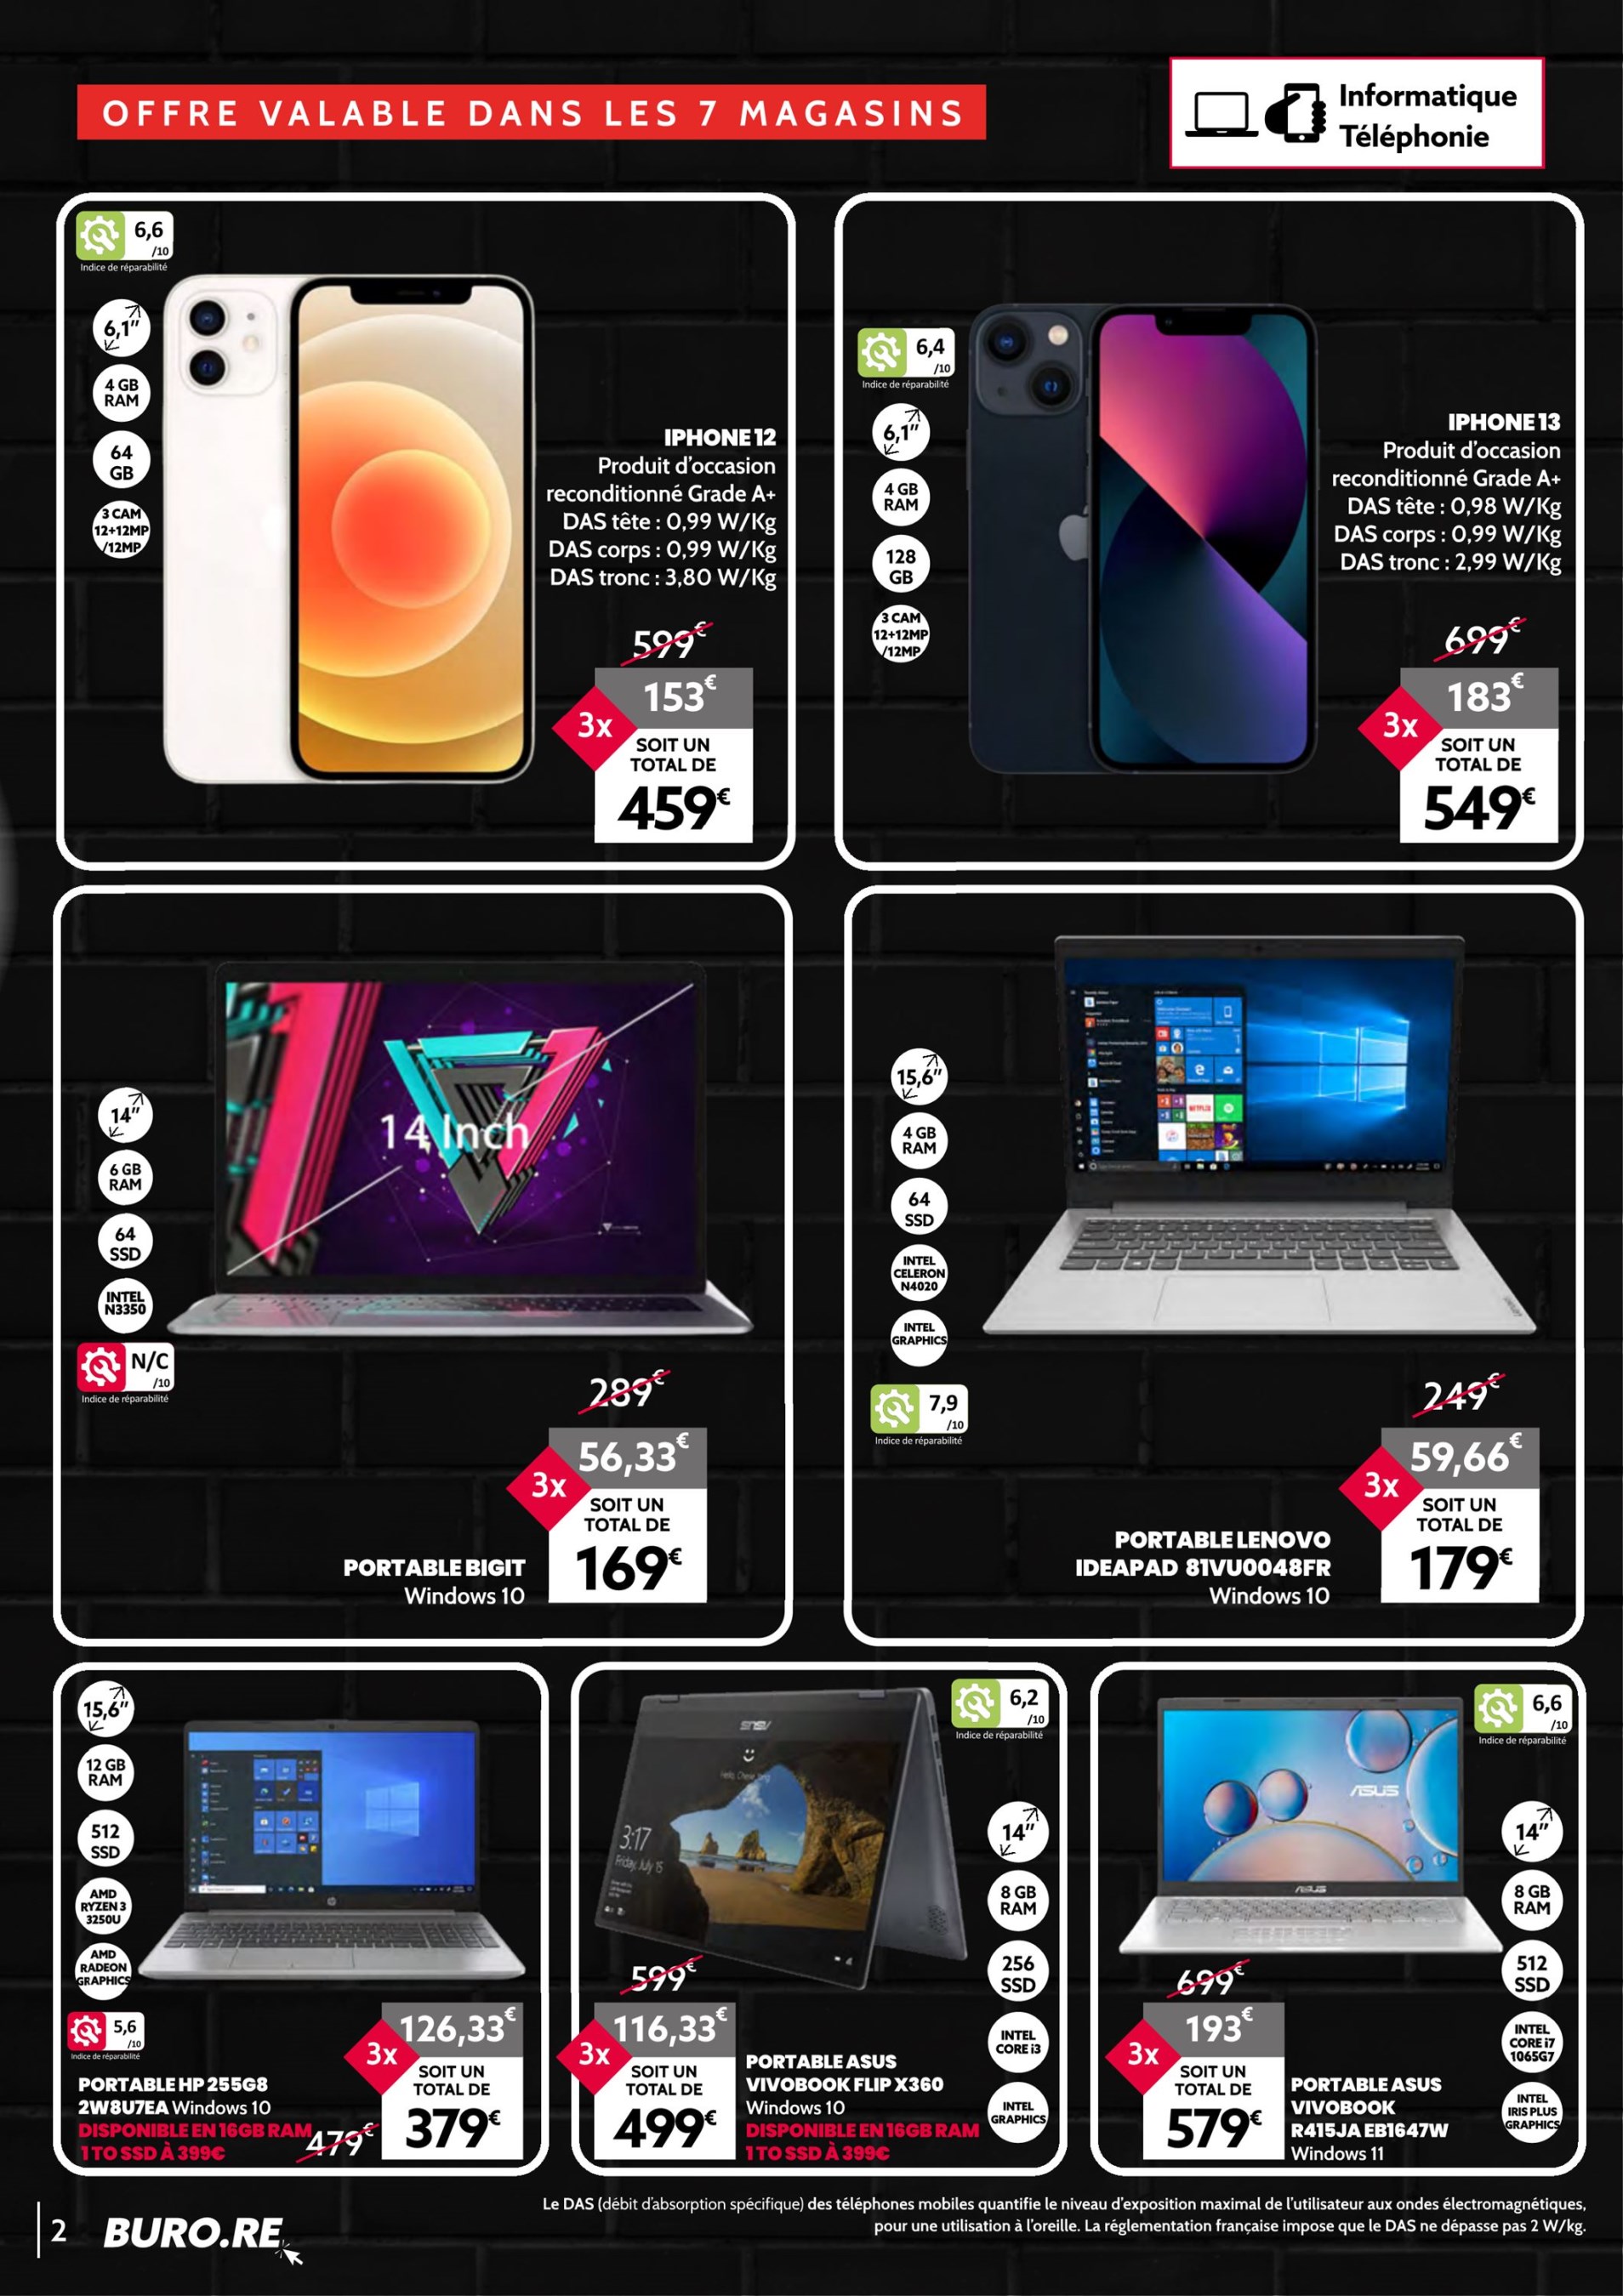 OFFRE VALABLE DANS LES 7 MAGASINS
Informatique
Téléphonie
6,6
/10
Indice de réparabilité
6,1”
4 GB
RAM
64
GB
3 CAM
12+12MP
/12MP
IPHONE 12
Produit d’occasion
reconditionné Grade A+
DAS tête : 0,99 W/Kg
DAS corps : 0,99 W/Kg
DAS tronc : 3,80 W/Kg
599€
3x
153€
SOIT UN
TOTAL DE
459€
6,4
/10
Indice de réparabilité
6,1”
4 GB
RAM
128
GB
3 CAM
12+12MP
/12MP
IPHONE 13
Produit d’occasion
reconditionné Grade A+
DAS tête : 0,98 W/Kg
DAS corps : 0,99 W/Kg
DAS tronc : 2,99 W/Kg
699€
3x
183€
SOIT UN
TOTAL DE
549€
14 Inch
14”
6 GB
RAM
64
SSD
INTEL
N3350
N/C
/10
Indice de réparabilité
289€
3x
56,33€
SOIT UN
TOTAL DE
169€
PORTABLE BIGIT
Windows 10
15,6”
4 GB
RAM
64
SSD
INTEL
CELERON
N4020
INTEL
GRAPHICS
7,9
/10
Indice de réparabilité
249€
3x
59,66€
SOIT UN
TOTAL DE
179€
PORTABLE LENOVO
IDEAPAD 81VU0048FR
Windows 10
15,6”
12 GB
RAM
512
SSD
AMD
RYZEN 3
3250U
AMD
RADEON
GRAPHICS
5,6
/10
Indice de réparabilité
PORTABLE HP 255G8
2W8U7EA Windows 10
DISPONIBLE EN 16GB RAM
1 TO SSD À 399€
479€
3x
126,33€
SOIT UN
TOTAL DE
379€
6,2
/10
Indice de réparabilité
ASUS
3:17
Friday, July 15
14”
8 GB
RAM
256
SSD
INTEL
CORE i3
INTEL
GRAPHICS
599€
3x
116,33€
SOIT UN
TOTAL DE
499€
PORTABLE ASUS
VIVOBOOK FLIP X360
Windows 10
DISPONIBLE EN 16GB RAM
1 TO SSD À 399€
6,6
/10
Indice de réparabilité
ASUS
ASUS
14”
8 GB
RAM
512
SSD
INTEL
CORE i7
1065G7
INTEL
IRIS PLUS
GRAPHICS
699€
3x
193€
SOIT UN
TOTAL DE
579€
PORTABLE ASUS
VIVOBOOK
R415JA EB1647W
Windows 11
Le DAS (débit d’absorption spécifique) des téléphones mobiles quantifie le niveau d’exposition maximal de l’utilisateur aux ondes électromagnétiques,
pour une utilisation à l’oreille. La réglementation française impose que le DAS ne dépasse pas 2 W/kg.
2
BURO.RE